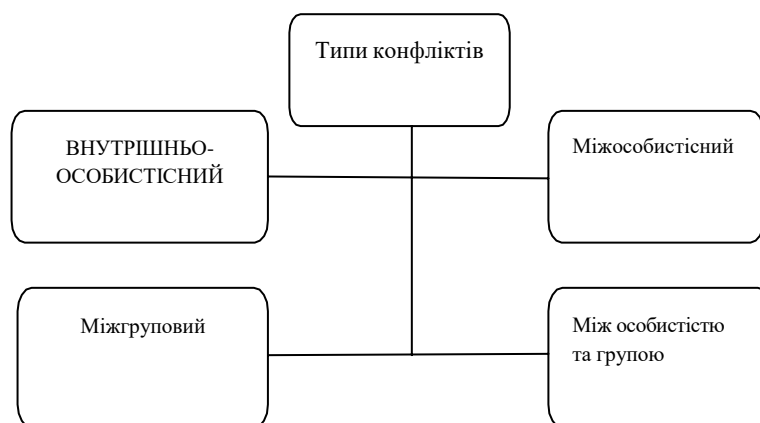 Типи конфліктів
ВНУТРІШНЬО-
ОСОБИСТІСНИЙ
Міжособистісний
Міжгруповий
Між особистістю
та групою